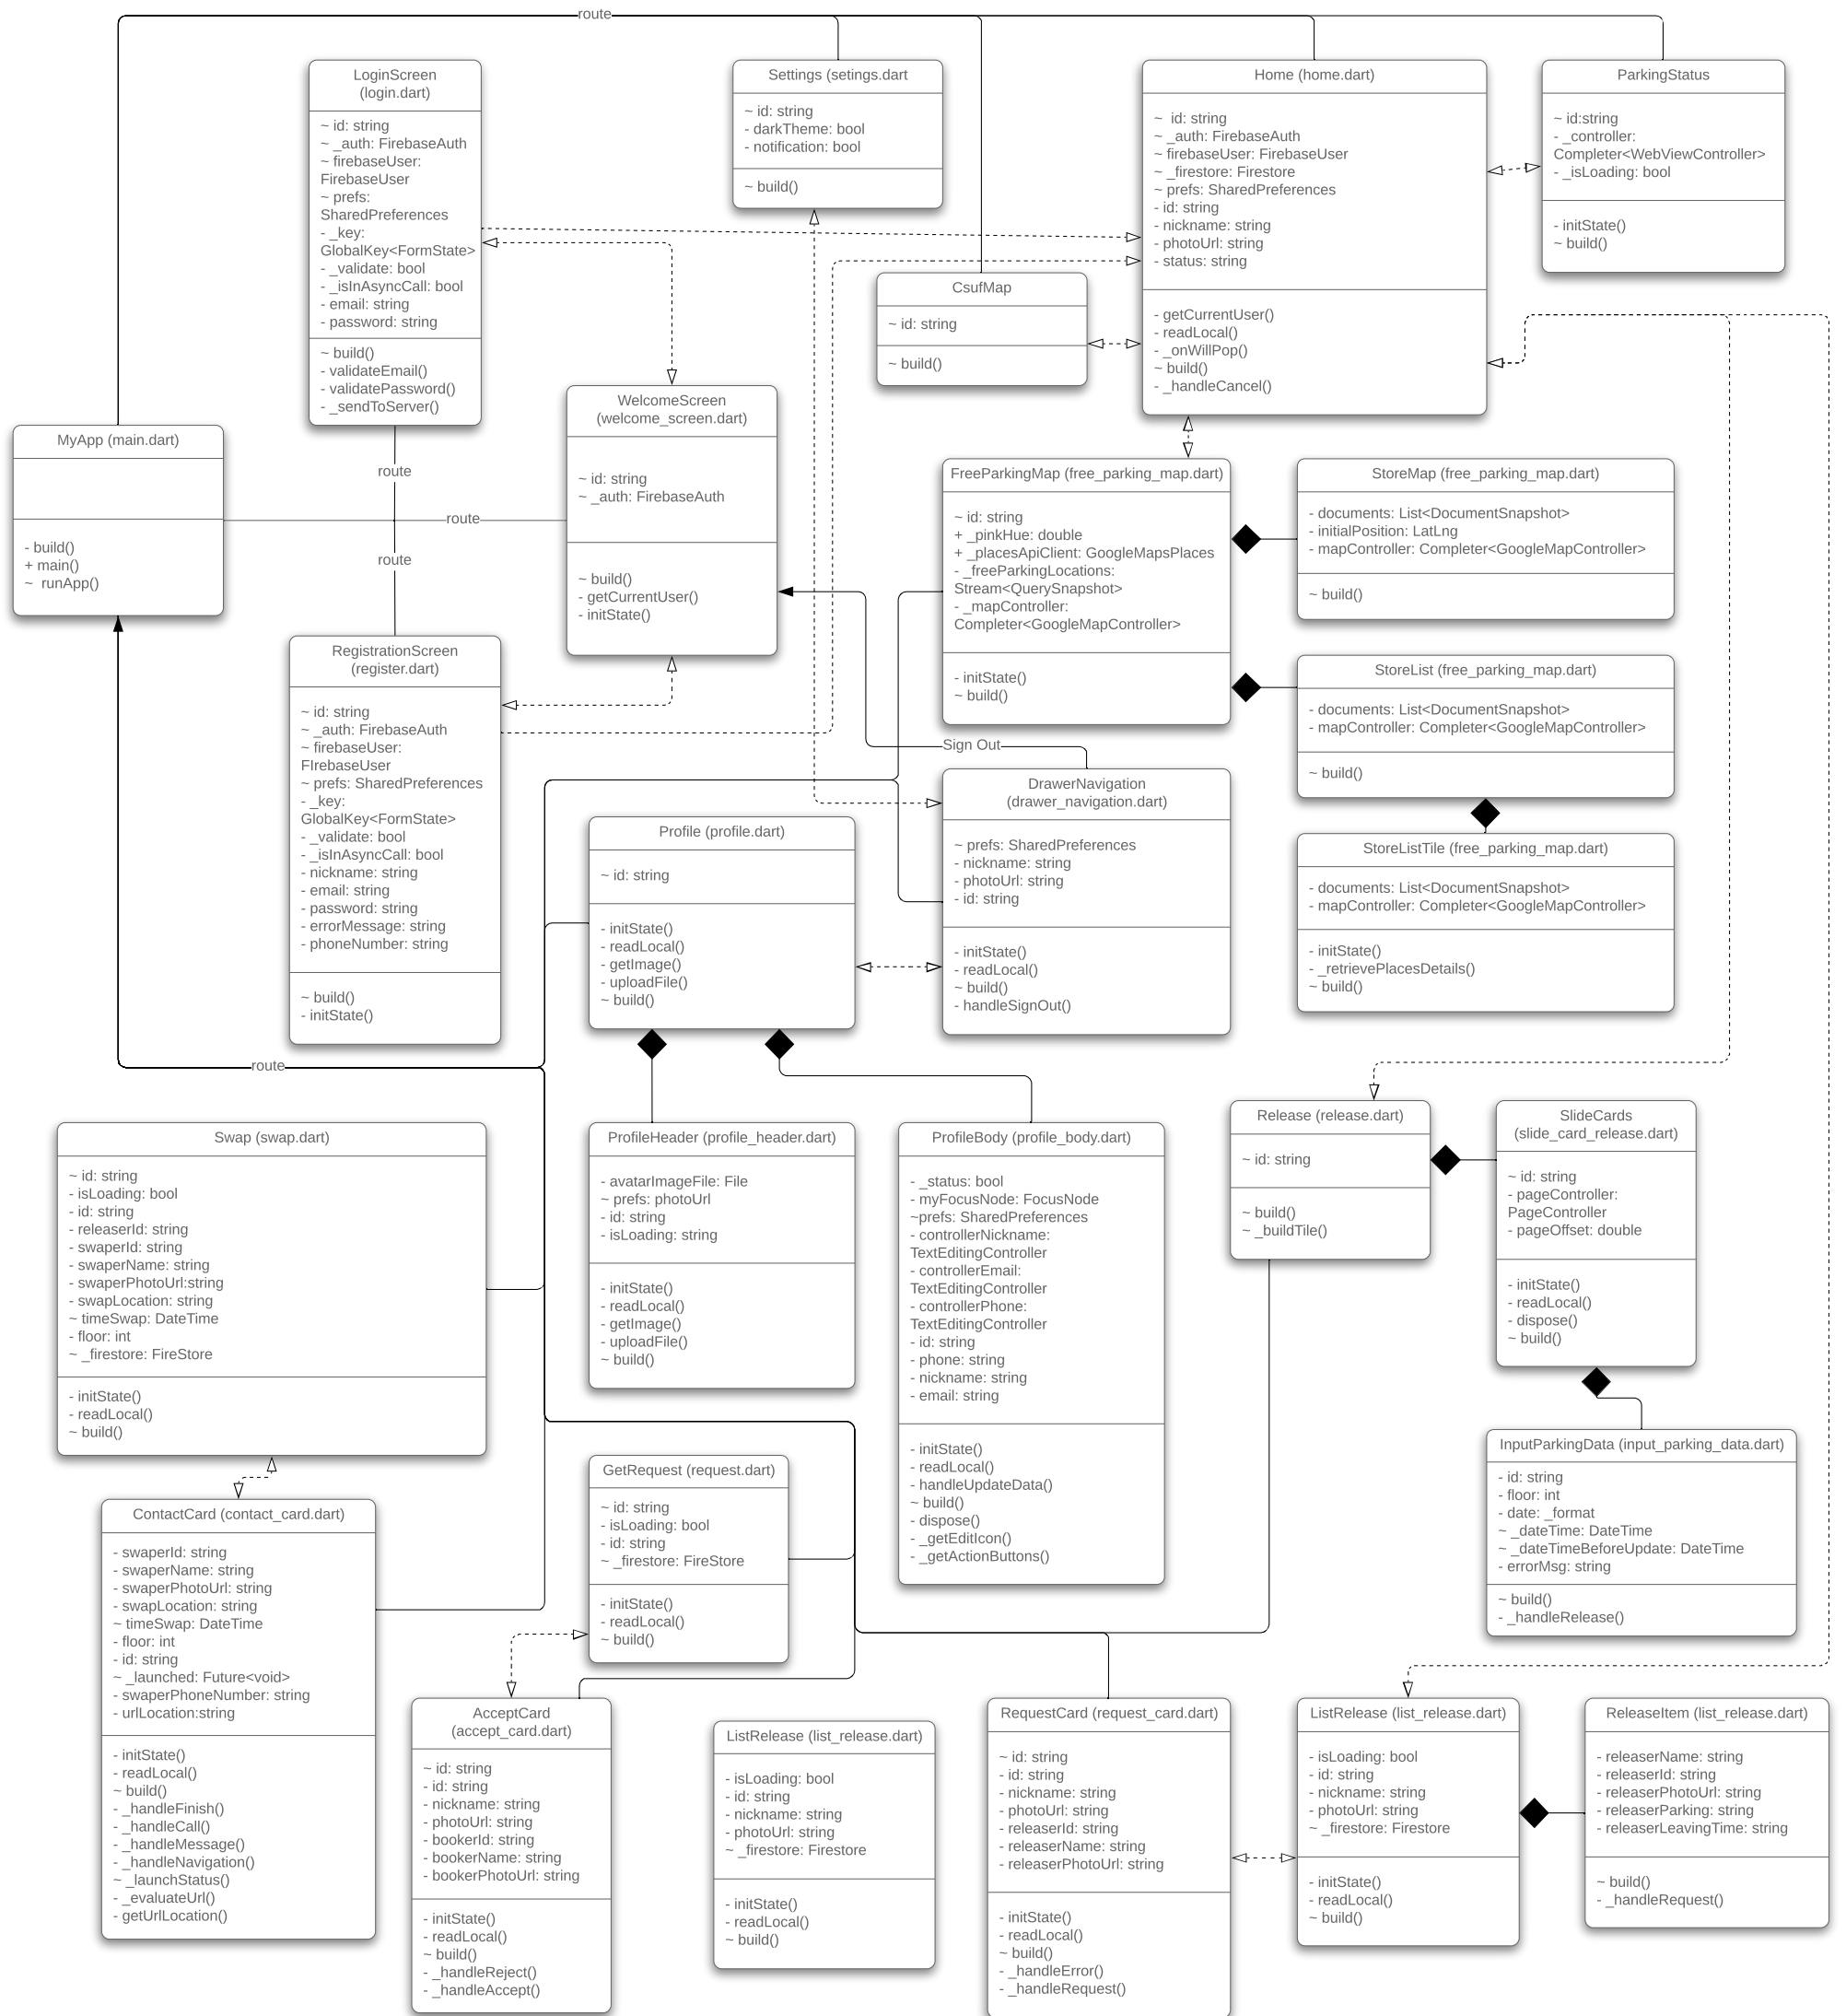 route
LoginScreen
(login.dart)
~ id: string
~ _auth: FirebaseAuth
~ firebaseUser:
FirebaseUser
~ prefs:
SharedPreferences
- _key:
GlobalKey<FormState>
- _validate: bool
- _isInAsyncCall: bool
- email: string
- password: string
~ build()
- validateEmail()
- validatePassword()
- _sendToServer()
Settings (setings.dart
~ id: string
- darkTheme: bool
- notification: bool
~ build()
Home (home.dart)
~  id: string
~ _auth: FirebaseAuth
~ firebaseUser: FirebaseUser
~ _firestore: Firestore
~ prefs: SharedPreferences
- id: string
- nickname: string
- photoUrl: string
- status: string
- getCurrentUser()
- readLocal()
- _onWillPop()
~ build()
- _handleCancel()
ParkingStatus
~ id:string
- _controller:
Completer<WebViewController>
- _isLoading: bool
- initState()
~ build()
CsufMap
~ id: string
~ build()
MyApp (main.dart)
- build()
+ main()
~  runApp()
route
route
route
WelcomeScreen
(welcome_screen.dart)
~ id: string
~ _auth: FirebaseAuth
~ build()
- getCurrentUser()
- initState()
FreeParkingMap (free_parking_map.dart)
~ id: string
+ _pinkHue: double
+ _placesApiClient: GoogleMapsPlaces
- _freeParkingLocations:
Stream<QuerySnapshot>
- _mapController:
Completer<GoogleMapController>
- initState()
~ build()
StoreMap (free_parking_map.dart)
- documents: List<DocumentSnapshot>
- initialPosition: LatLng
- mapController: Completer<GoogleMapController>
~ build()
StoreList (free_parking_map.dart)
- documents: List<DocumentSnapshot>
- mapController: Completer<GoogleMapController>
~ build()
StoreListTile (free_parking_map.dart)
- documents: List<DocumentSnapshot>
- mapController: Completer<GoogleMapController>
- initState()
- _retrievePlacesDetails()
~ build()
RegistrationScreen
(register.dart)
~ id: string
~ _auth: FirebaseAuth
~ firebaseUser:
FIrebaseUser
~ prefs: SharedPreferences
- _key:
GlobalKey<FormState>
- _validate: bool
- _isInAsyncCall: bool
- nickname: string
- email: string
- password: string
- errorMessage: string
- phoneNumber: string
~ build()
- initState()
Sign Out
DrawerNavigation
(drawer_navigation.dart)
~ prefs: SharedPreferences
- nickname: string
- photoUrl: string
- id: string
- initState()
- readLocal()
~ build()
- handleSignOut()
Profile (profile.dart)
~ id: string
- initState()
- readLocal()
- getImage()
- uploadFile()
~ build()
route
Swap (swap.dart)
~ id: string
- isLoading: bool
- id: string
- releaserId: string
- swaperId: string
- swaperName: string
- swaperPhotoUrl:string
- swapLocation: string
~ timeSwap: DateTime
- floor: int
~ _firestore: FireStore
- initState()
- readLocal()
~ build()
ProfileHeader (profile_header.dart)
- avatarImageFile: File
~ prefs: photoUrl
- id: string
- isLoading: string
- initState()
- readLocal()
- getImage()
- uploadFile()
~ build()
ProfileBody (profile_body.dart)
- _status: bool
- myFocusNode: FocusNode
~prefs: SharedPreferences
- controllerNickname:
TextEditingController
- controllerEmail:
TextEditingController
- controllerPhone:
TextEditingController
- id: string
- phone: string
- nickname: string
- email: string
- initState()
- readLocal()
- handleUpdateData()
~ build()
- dispose()
- _getEditIcon()
- _getActionButtons()
Release (release.dart)
~ id: string
~ build()
~ _buildTile()
SlideCards
(slide_card_release.dart)
~ id: string
- pageController:
PageController
- pageOffset: double
- initState()
- readLocal()
- dispose()
~ build()
InputParkingData (input_parking_data.dart)
- id: string
- floor: int
- date: _format
~ _dateTime: DateTime
~ _dateTimeBeforeUpdate: DateTime
- errorMsg: string
~ build()
- _handleRelease()
GetRequest (request.dart)
~ id: string
- isLoading: bool
- id: string
~ _firestore: FireStore
- initState()
- readLocal()
~ build()
ContactCard (contact_card.dart)
- swaperId: string
- swaperName: string
- swaperPhotoUrl: string
- swapLocation: string
~ timeSwap: DateTime
- floor: int
- id: string
~ _launched: Future<void>
- swaperPhoneNumber: string
- urlLocation:string
- initState()
- readLocal()
~ build()
- _handleFinish()
- _handleCall()
- _handleMessage()
- _handleNavigation()
~ _launchStatus()
- _evaluateUrl()
- getUrlLocation()
AcceptCard
(accept_card.dart)
~ id: string
- id: string
- nickname: string
- photoUrl: string
- bookerId: string
- bookerName: string
- bookerPhotoUrl: string
- initState()
- readLocal()
~ build()
- _handleReject()
- _handleAccept()
ListRelease (list_release.dart)
- isLoading: bool
- id: string
- nickname: string
- photoUrl: string
~ _firestore: Firestore
- initState()
- readLocal()
~ build()
RequestCard (request_card.dart)
~ id: string
- id: string
- nickname: string
- photoUrl: string
- releaserId: string
- releaserName: string
- releaserPhotoUrl: string
- initState()
- readLocal()
~ build()
- _handleError()
- _handleRequest()
ListRelease (list_release.dart)
- isLoading: bool
- id: string
- nickname: string
- photoUrl: string
~ _firestore: Firestore
- initState()
- readLocal()
~ build()
ReleaseItem (list_release.dart)
- releaserName: string
- releaserId: string
- releaserPhotoUrl: string
- releaserParking: string
- releaserLeavingTime: string
~ build()
- _handleRequest()